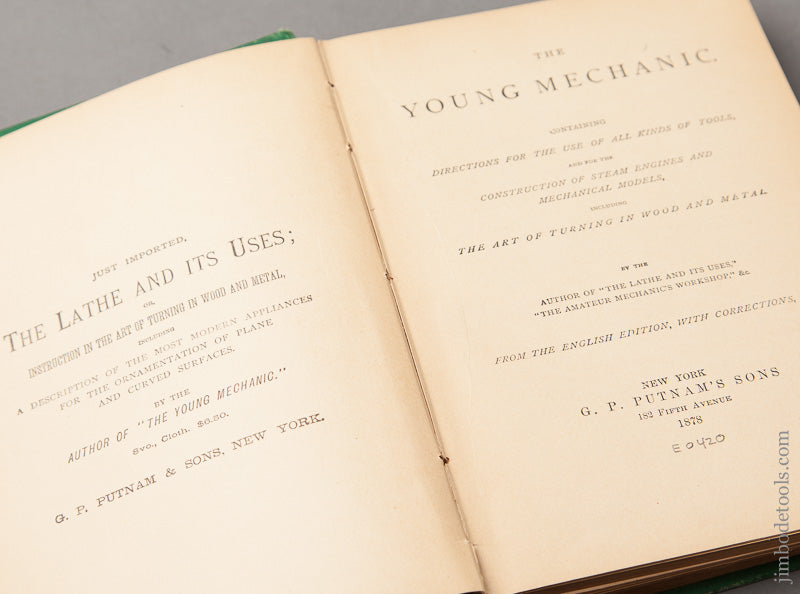 JUST IMPORTED,
THE LATHE AND ITS USES;
OR,
INSTRUCTION IN THE ART OF TURNING IN WOOD AND METAL,
INCLUDING
A DESCRIPTION OF THE MOST MODERN APPLIANCES
FOR THE ORNAMENTATION OF PLANE
AND CURVED SURFACES.
BY THE
AUTHOR OF "THE YOUNG MECHANIC."
8vo., Cloth. $6.50.
G. P. PUTNAM & SONS, NEW YORK.
THE
YOUNG MECHANIC.
CONTAINING
DIRECTIONS FOR THE USE OF ALL KINDS OF TOOLS,
AND FOR THE
CONSTRUCTION OF STEAM ENGINES AND
MECHANICAL MODELS,
INCLUDING
THE ART OF TURNING IN WOOD AND METAL
BY THE
AUTHOR OF "THE LATHE AND ITS USES,"
"THE AMATEUR MECHANIC'S WORKSHOP," &c.
FROM THE ENGLISH EDITION, WITH CORRECTIONS,
NEW YORK
G. P. PUTNAM'S SONS
182 FIFTH AVENUE
1878
E0420
jimbodetools.com